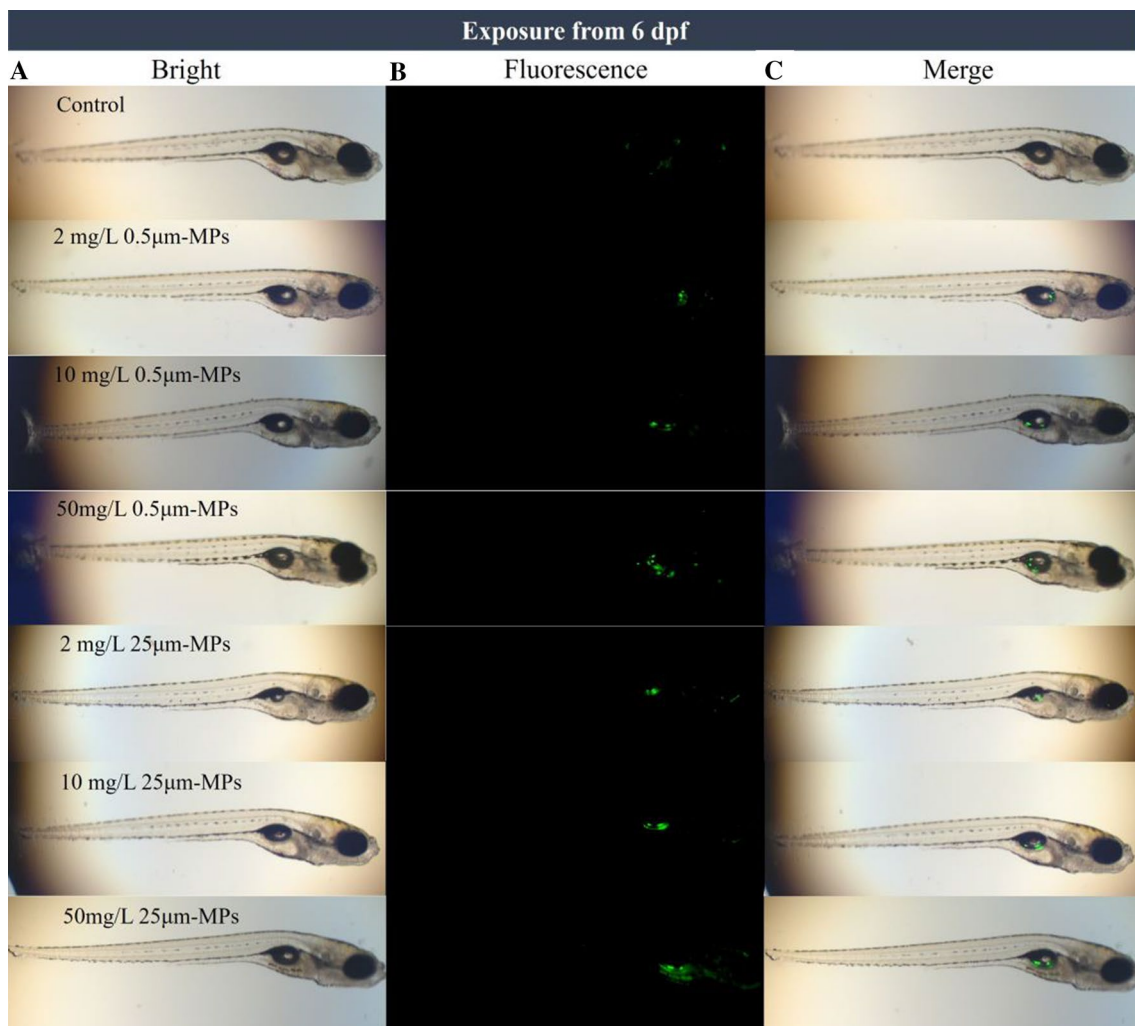 Exposure from 6 dpf
A Bright B Fluorescence C Merge
Control
2 mg/L 0.5μm-MPs
10 mg/L 0.5μm-MPs
50mg/L 0.5μm-MPs
2 mg/L 25μm-MPs
10 mg/L 25μm-MPs
50mg/L 25μm-MPs